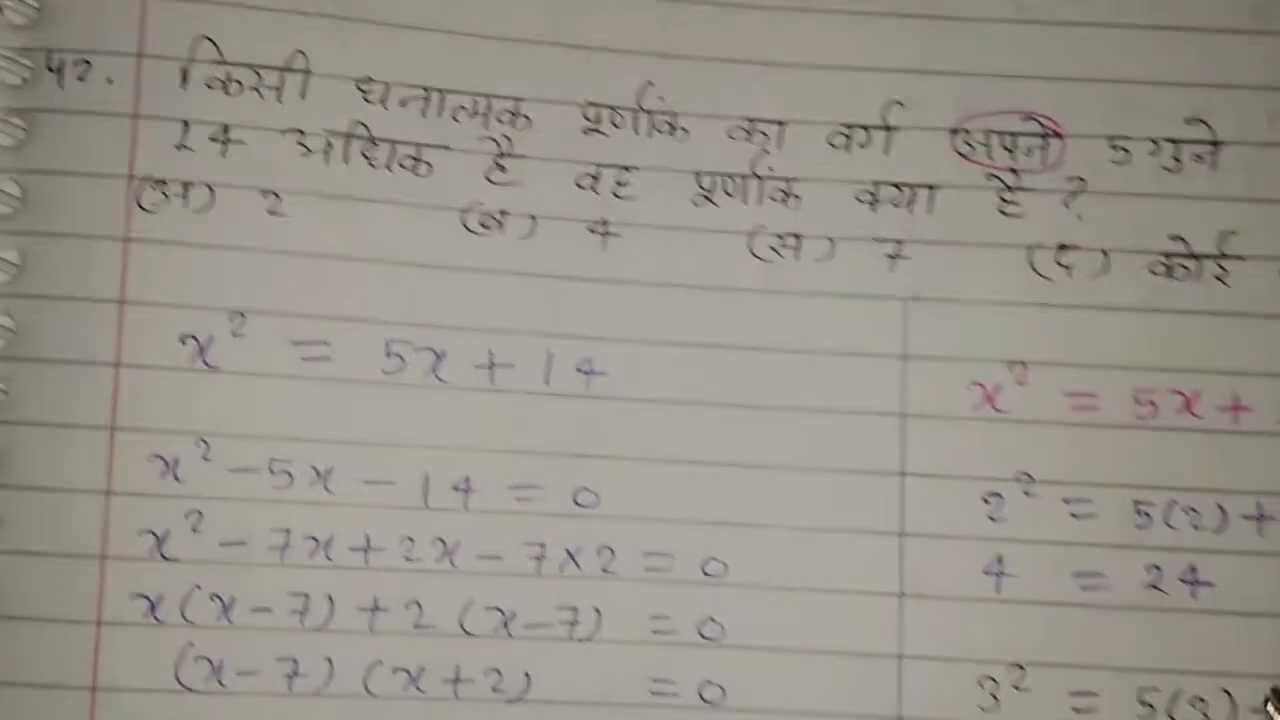 42. किसी धनात्मक पूर्णांक का वर्ग अपने 5 गुने
14 अधिक है वह पूर्णांक क्या है ?
(अ) 2 (ब) 4 (स) 7 (द) कोई
x² = 5x + 14
x² - 5x - 14 = 0
x² - 7x + 2x - 7 × 2 = 0
x(x - 7) + 2 (x - 7) = 0
(x - 7) (x + 2) = 0
x² = 5x +
2² = 5(2) +
4 = 24
3² = 5(3)